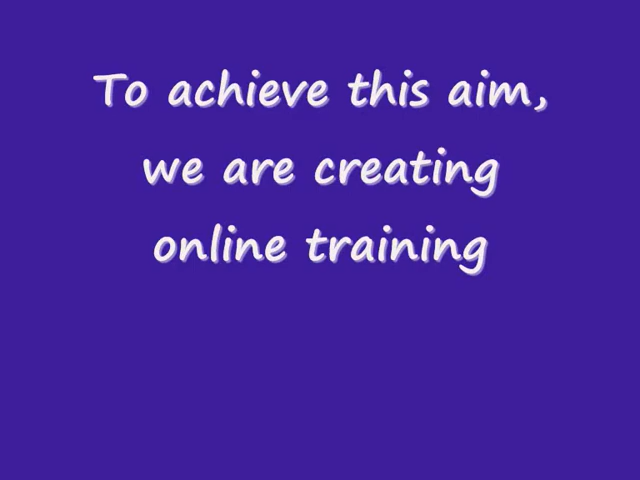 To achieve this aim,
we are creating
online training